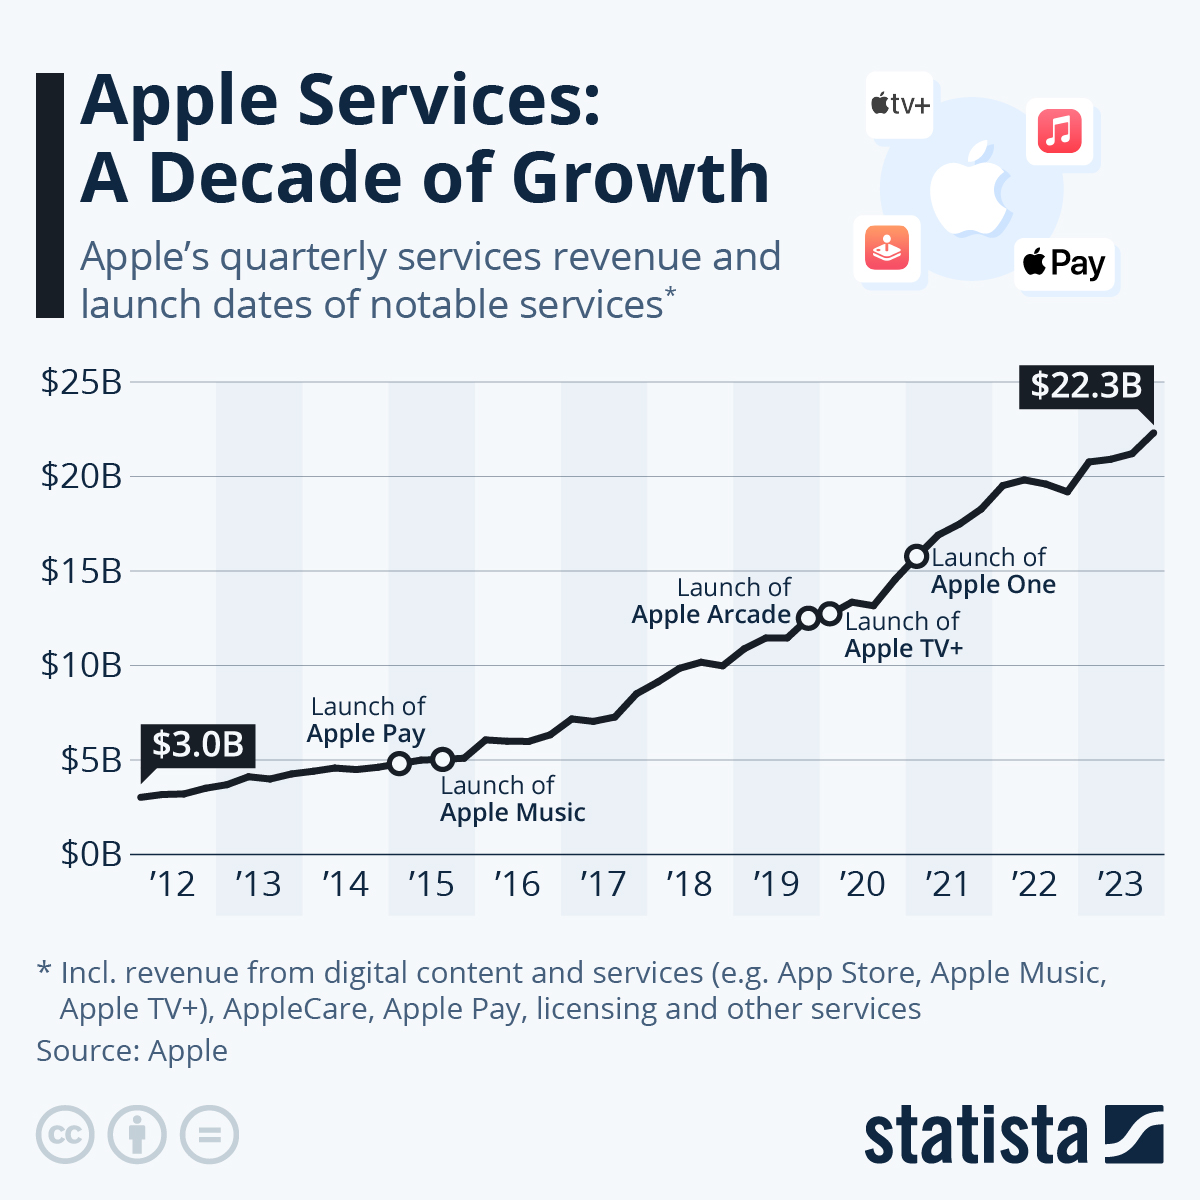 Apple Services:
A Decade of Growth
Apple’s quarterly services revenue and
launch dates of notable services*
tv+
Pay
$25B
$20B
$15B
$10B
$5B
$0B
$22.3B
$3.0B
Launch of
Apple Pay
Launch of
Apple Music
Launch of
Apple Arcade
Launch of
Apple TV+
Launch of
Apple One
’12 ’13 ’14 ’15 ’16 ’17 ’18 ’19 ’20 ’21 ’22 ’23
* Incl. revenue from digital content and services (e.g. App Store, Apple Music,
Apple TV+), AppleCare, Apple Pay, licensing and other services
Source: Apple
cc
statista